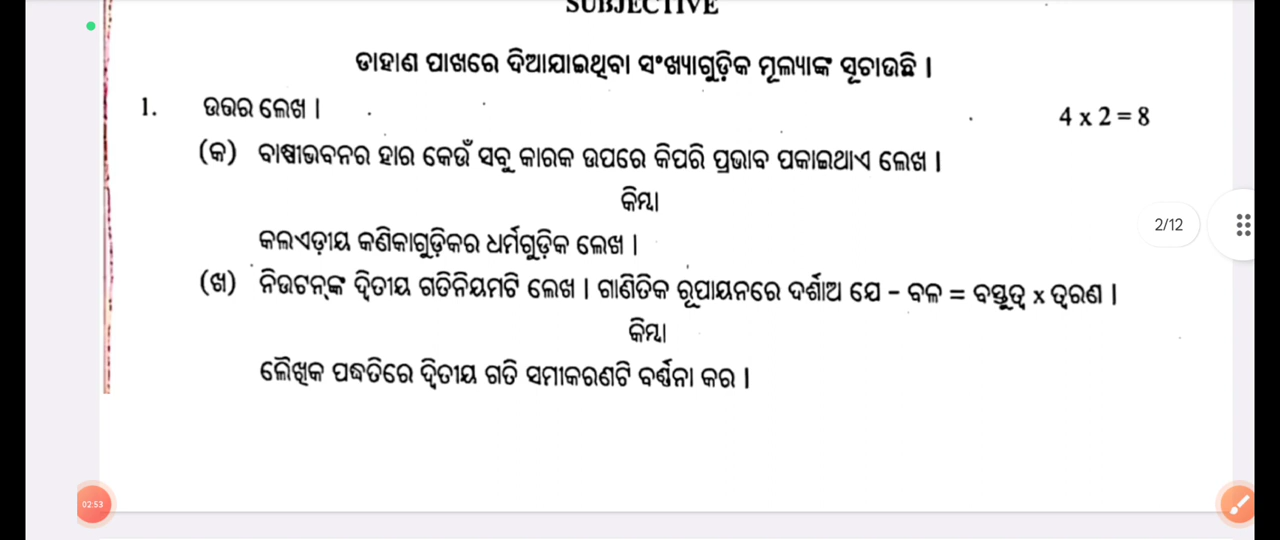 SUBJECTIVE
ଡାହାଣ ପାଖରେ ଦିଆଯାଇଥିବା ସଂଖ୍ୟାଗୁଡ଼ିକ ମୂଲ୍ୟାଙ୍କ ସୂଚାଉଛି ।
1. ଉତ୍ତର ଲେଖ । 4 x 2 = 8
(କ) ବାଷ୍ପୀଭବନର ହାର କେଉଁ ସବୁ କାରକ ଉପରେ କିପରି ପ୍ରଭାବ ପକାଇଥାଏ ଲେଖ ।
କିମ୍ବା
କଲଏଡ଼ୀୟ କଣିକାଗୁଡ଼ିକର ଧର୍ମଗୁଡ଼ିକ ଲେଖ ।
2/12
(ଖ) ନିଉଟନ୍‌ଙ୍କ ଦ୍ୱିତୀୟ ଗତିନିୟମଟି ଲେଖ । ଗାଣିତିକ ରୂପାୟନରେ ଦର୍ଶାଅ ଯେ – ବଳ = ବସ୍ତୁତ୍ୱ x ତ୍ୱରଣ ।
କିମ୍ବା
ଲୈଖିକ ପଦ୍ଧତିରେ ଦ୍ୱିତୀୟ ଗତି ସମୀକରଣଟି ବର୍ଣ୍ଣନା କର ।
02:53